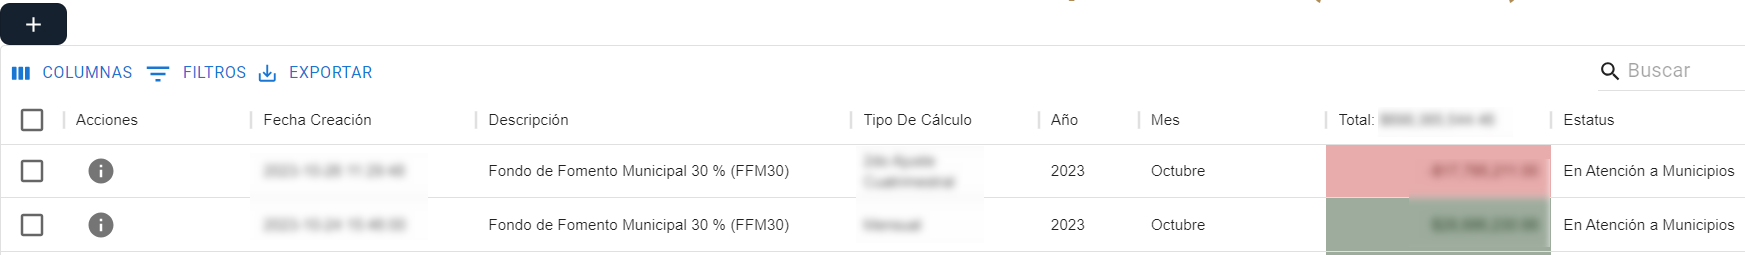 +
COLUMNAS FILTROS EXPORTAR Buscar
Acciones Fecha Creación Descripción Tipo De Cálculo Año Mes Total: Estatus
Fondo de Fomento Municipal 30 % (FFM30) 2023 Octubre En Atención a Municipios
Fondo de Fomento Municipal 30 % (FFM30) 2023 Octubre En Atención a Municipios